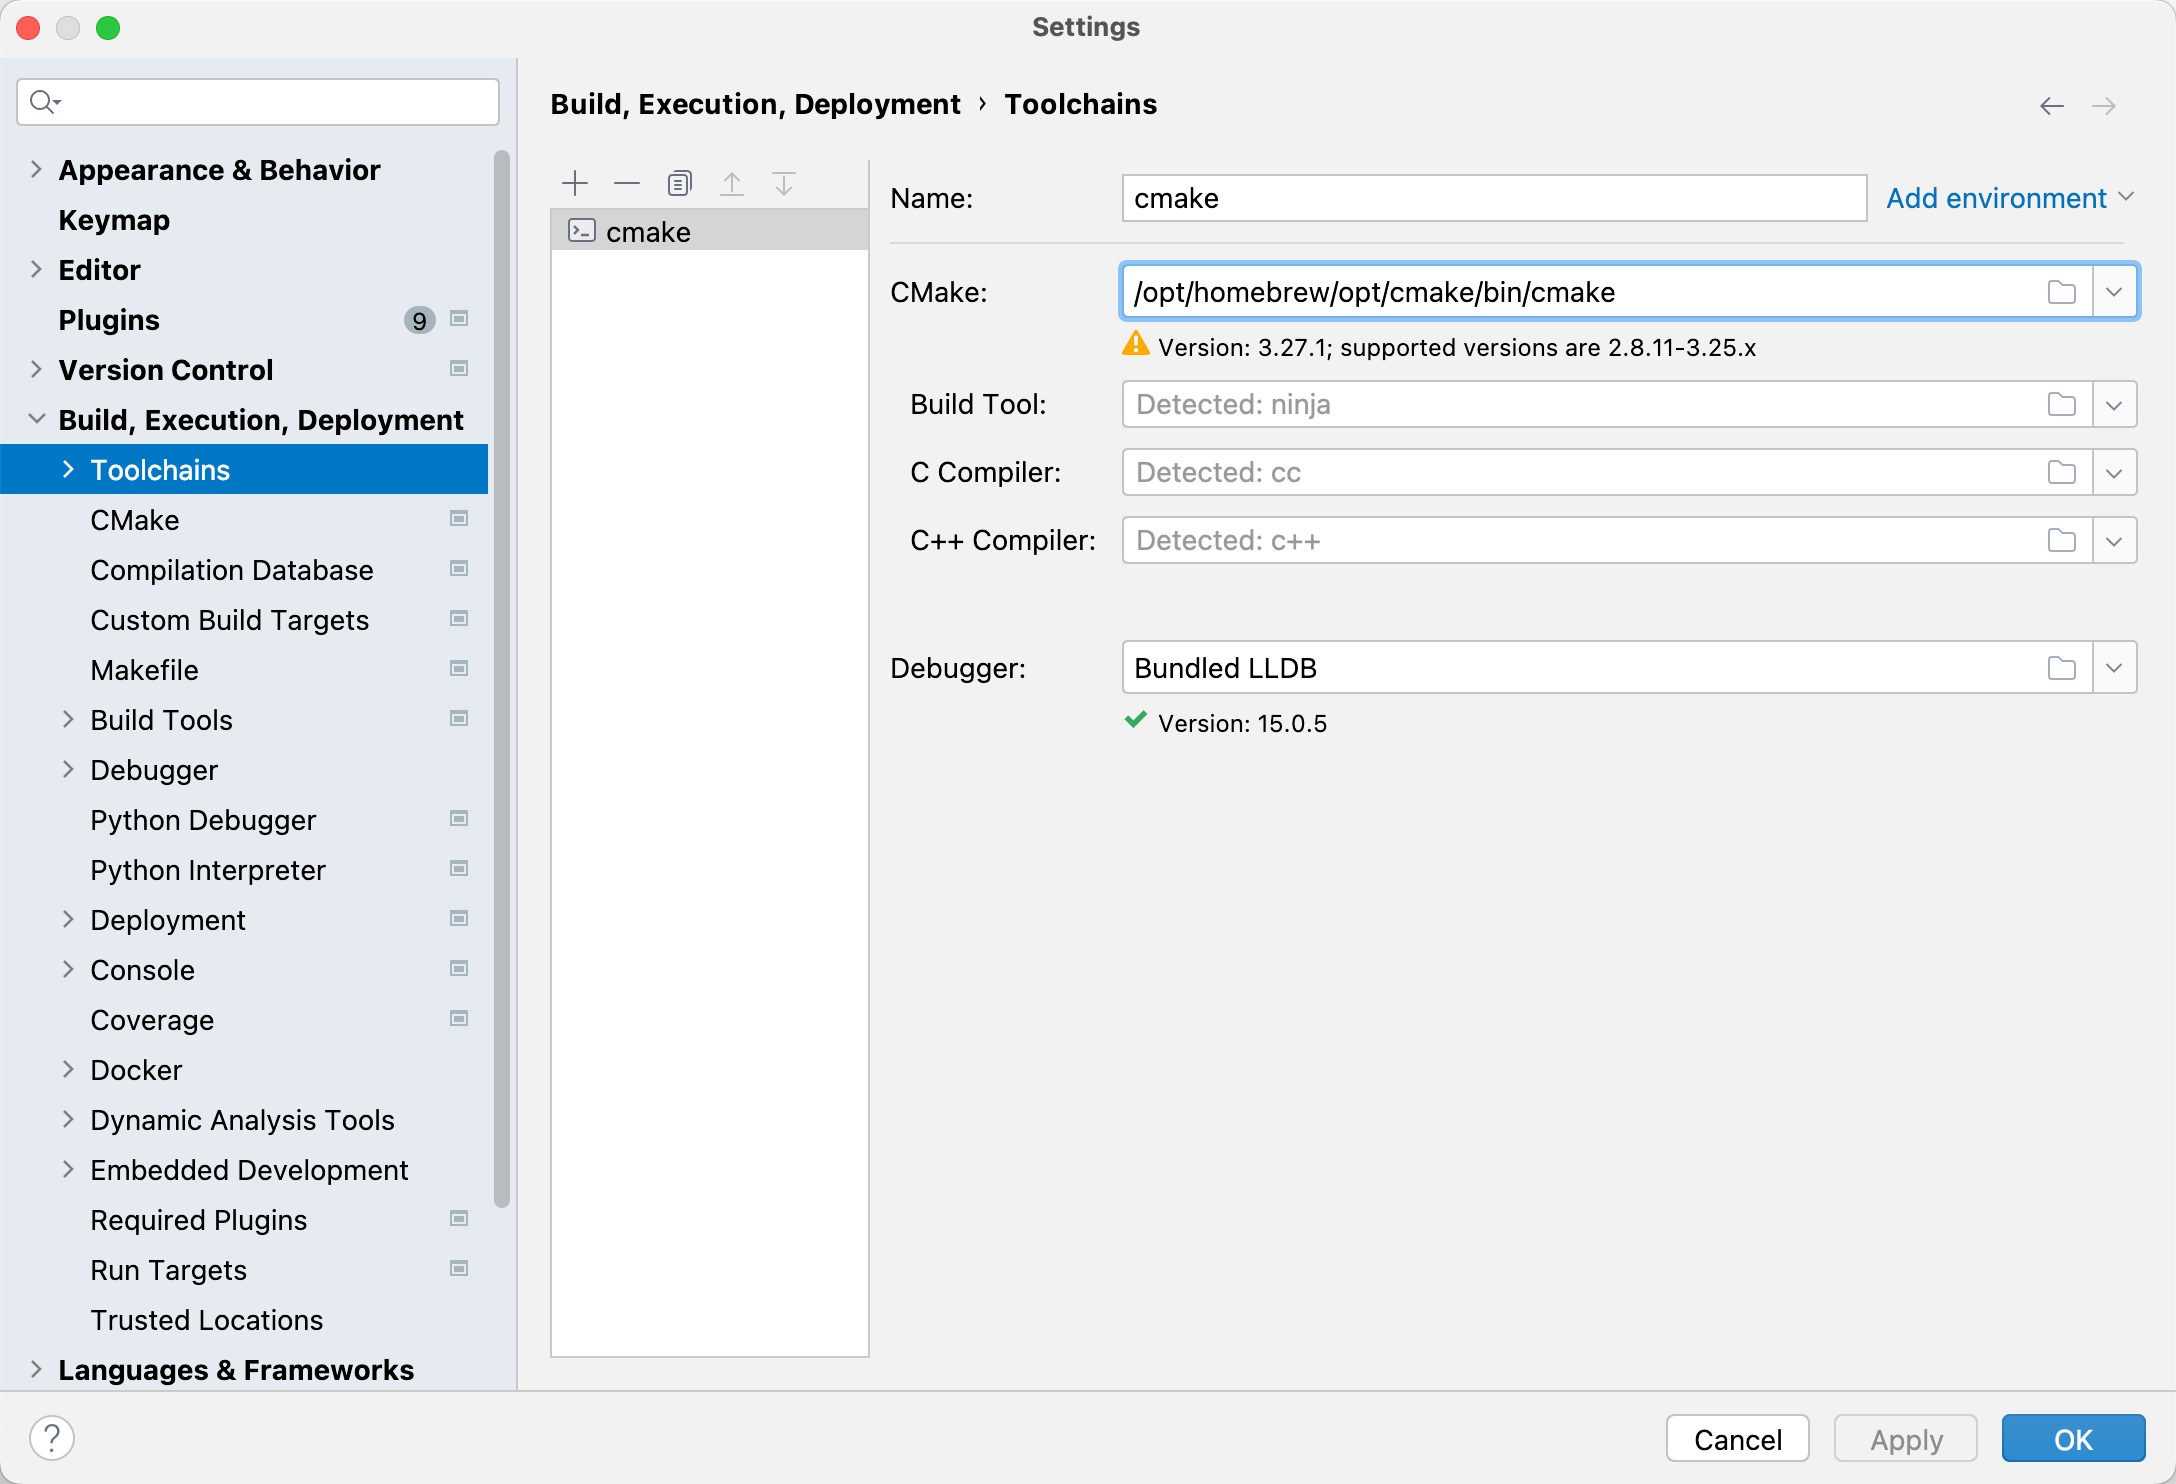 Settings
Build, Execution, Deployment › Toolchains
Appearance & Behavior
Keymap
Editor
Plugins 9
Version Control
Build, Execution, Deployment
Toolchains
CMake
Compilation Database
Custom Build Targets
Makefile
Build Tools
Debugger
Python Debugger
Python Interpreter
Deployment
Console
Coverage
Docker
Dynamic Analysis Tools
Embedded Development
Required Plugins
Run Targets
Trusted Locations
Languages & Frameworks
cmake
Name: cmake Add environment
CMake: /opt/homebrew/opt/cmake/bin/cmake
Version: 3.27.1; supported versions are 2.8.11-3.25.x
Build Tool: Detected: ninja
C Compiler: Detected: cc
C++ Compiler: Detected: c++
Debugger: Bundled LLDB
Version: 15.0.5
? Cancel Apply OK